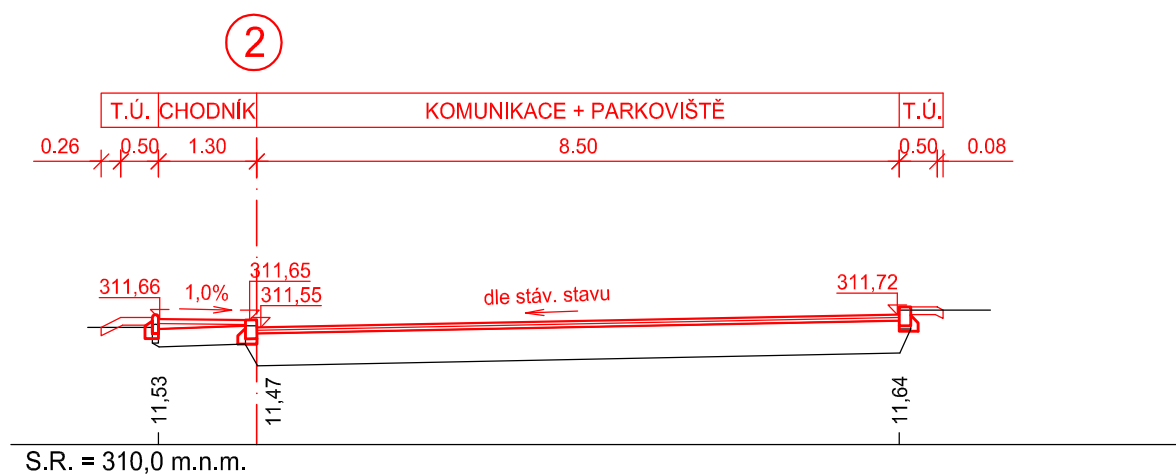 2
T.Ú. CHODNÍK KOMUNIKACE + PARKOVIŠTĚ T.Ú.
0.26 0.50 1.30 8.50 0.50 0.08
311,65
311,66 1,0% 311,55 dle stáv. stavu 311,72
11,53 11,47 11,64
S.R. = 310,0 m.n.m.